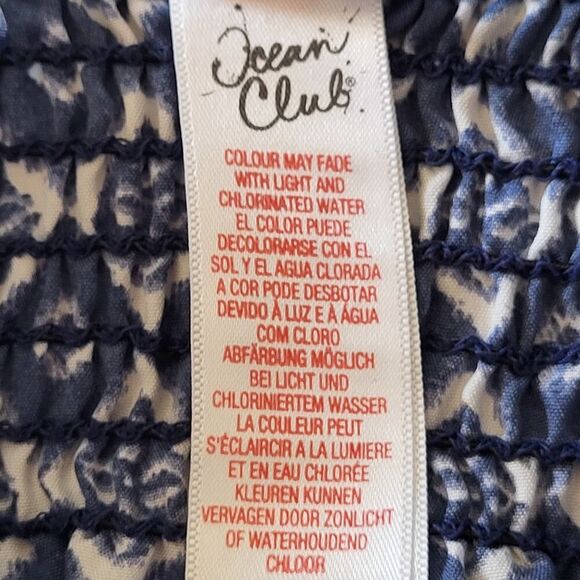 Ocean
Club®
COLOUR MAY FADE
WITH LIGHT AND
CHLORINATED WATER
EL COLOR PUEDE
DECOLORARSE CON EL
SOL Y EL AGUA CLORADA
A COR PODE DESBOTAR
DEVIDO À LUZ E À ÁGUA
COM CLORO
ABFÄRBUNG MÖGLICH
BEI LICHT UND
CHLORINIERTEM WASSER
LA COULEUR PEUT
S'ÉCLAIRCIR A LA LUMIERE
ET EN EAU CHLORÉE
KLEUREN KUNNEN
VERVAGEN DOOR ZONLICHT
OF WATERHOUDEND
CHLOOR